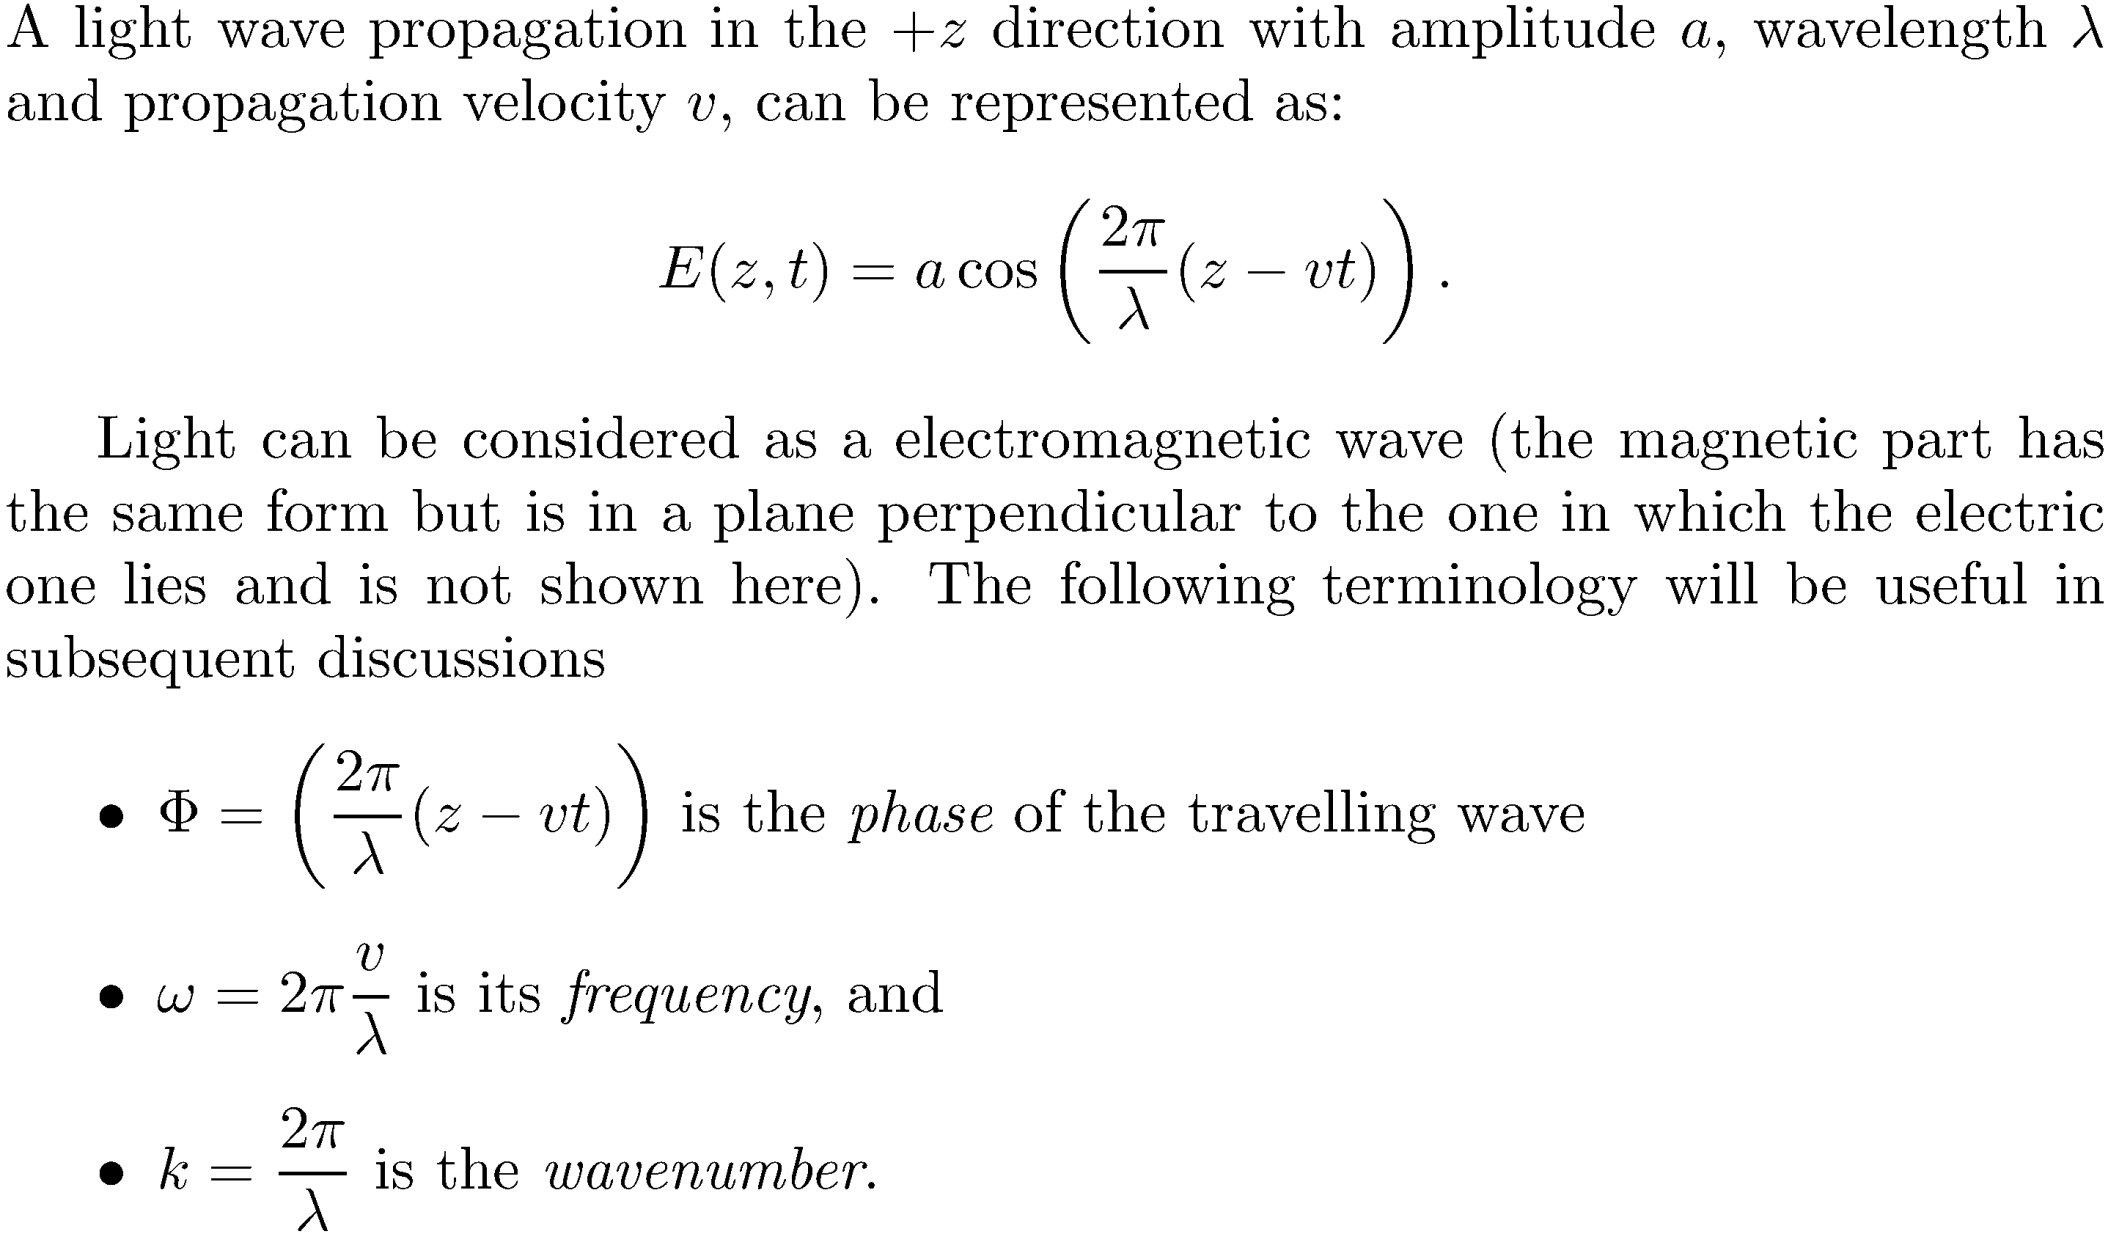 A light wave propagation in the +z direction with amplitude a, wavelength λ
and propagation velocity v, can be represented as:
E(z, t) = a cos ( 2π/λ (z − vt) ) .
Light can be considered as a electromagnetic wave (the magnetic part has
the same form but is in a plane perpendicular to the one in which the electric
one lies and is not shown here). The following terminology will be useful in
subsequent discussions
• Φ = ( 2π/λ (z − vt) ) is the phase of the travelling wave
• ω = 2π v/λ is its frequency, and
• k = 2π/λ is the wavenumber.